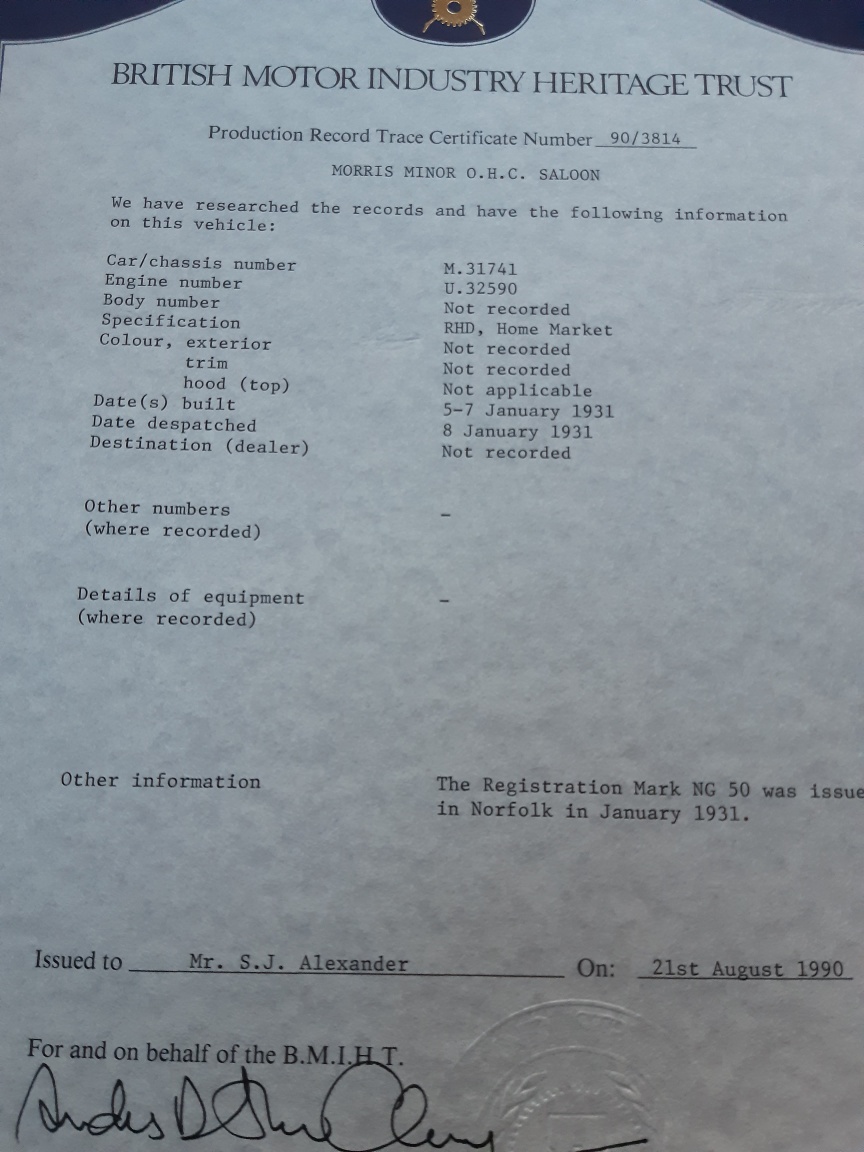 BRITISH MOTOR INDUSTRY HERITAGE TRUST
Production Record Trace Certificate Number 90/3814
MORRIS MINOR O.H.C. SALOON
We have researched the records and have the following information
on this vehicle:
Car/chassis number M.31741
Engine number U.32590
Body number Not recorded
Specification RHD, Home Market
Colour, exterior Not recorded
trim Not recorded
hood (top) Not applicable
Date(s) built 5-7 January 1931
Date despatched 8 January 1931
Destination (dealer) Not recorded
Other numbers –
(where recorded)
Details of equipment –
(where recorded)
Other information The Registration Mark NG 50 was issue
in Norfolk in January 1931.
Issued to Mr. S.J. Alexander On: 21st August 1990
For and on behalf of the B.M.I.H.T.